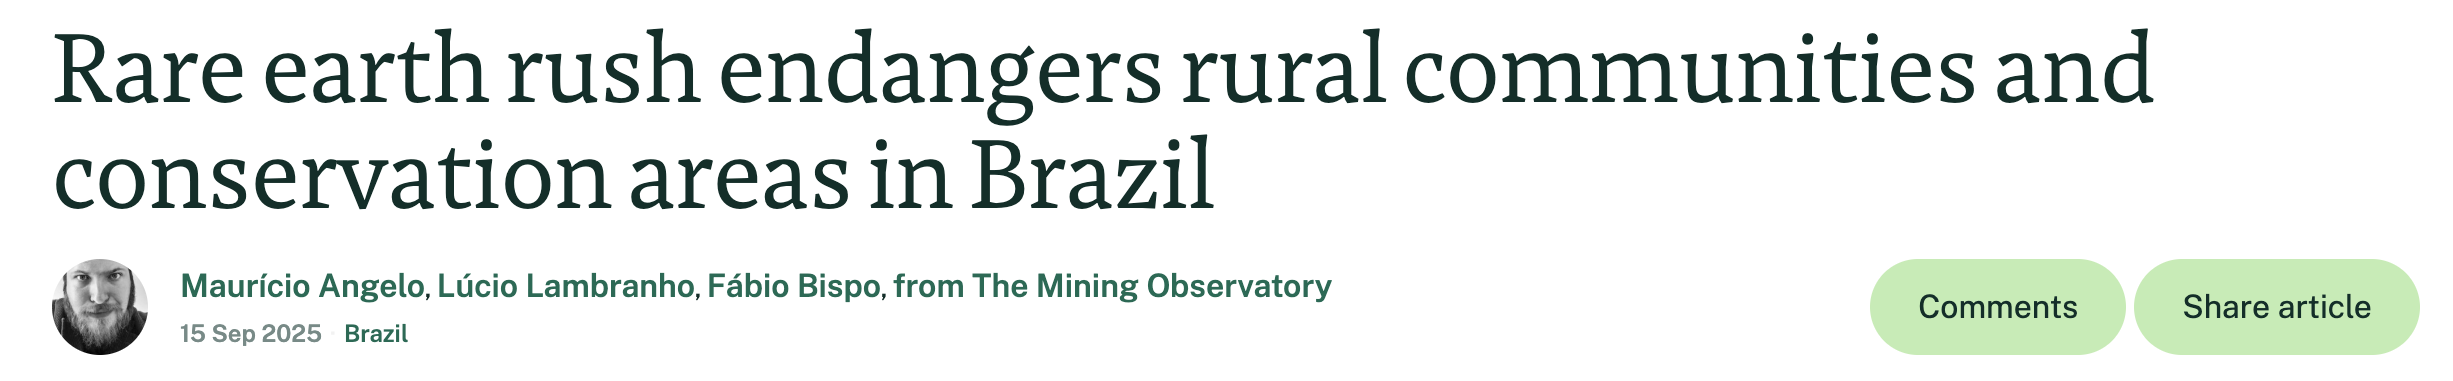 Rare earth rush endangers rural communities and
conservation areas in Brazil
Maurício Angelo, Lúcio Lambranho, Fábio Bispo, from The Mining Observatory
15 Sep 2025 · Brazil
Comments
Share article